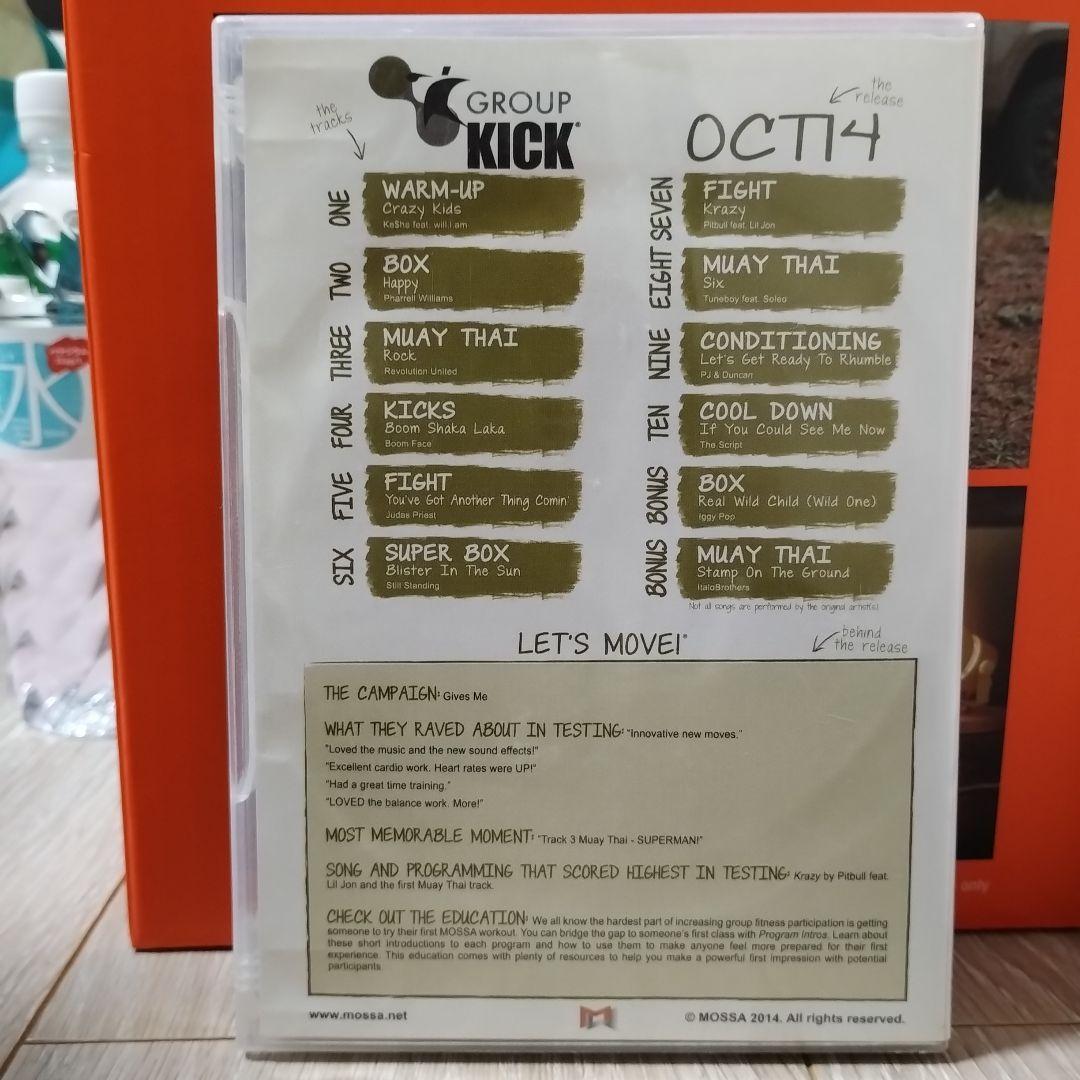 GROUP
KICK®
the
tracks
the
release
OCT14
ONE
WARM-UP
Crazy Kids
Ke$ha feat. will.i.am
TWO
BOX
Happy
Pharrell Williams
THREE
MUAY THAI
Rock
Revolution United
FOUR
KICKS
Boom Shaka Laka
Boom Face
FIVE
FIGHT
You've Got Another Thing Comin'
Judas Priest
SIX
SUPER BOX
Blister In The Sun
Still Standing
SEVEN
FIGHT
Krazy
Pitbull feat. Lil Jon
EIGHT
MUAY THAI
Six
Tuneboy feat. Soleo
NINE
CONDITIONING
Let's Get Ready To Rhumble
PJ & Duncan
TEN
COOL DOWN
If You Could See Me Now
The Script
BONUS
BOX
Real Wild Child (Wild One)
Iggy Pop
BONUS
MUAY THAI
Stamp On The Ground
ItaloBrothers
Not all songs are performed by the original artist(s)
LET'S MOVE!®
behind
the release
THE CAMPAIGN: Gives Me
WHAT THEY RAVED ABOUT IN TESTING: "Innovative new moves."
"Loved the music and the new sound effects!"
"Excellent cardio work. Heart rates were UP!"
"Had a great time training."
"LOVED the balance work. More!"
MOST MEMORABLE MOMENT: "Track 3 Muay Thai - SUPERMAN!"
SONG AND PROGRAMMING THAT SCORED HIGHEST IN TESTING: Krazy by Pitbull feat.
Lil Jon and the first Muay Thai track.
CHECK OUT THE EDUCATION: We all know the hardest part of increasing group fitness participation is getting
someone to try their first MOSSA workout. You can bridge the gap to someone's first class with Program Intros. Learn about
these short introductions to each program and how to use them to make anyone feel more prepared for their first
experience. This education comes with plenty of resources to help you make a powerful first impression with potential
participants.
www.mossa.net
© MOSSA 2014. All rights reserved.
水
only